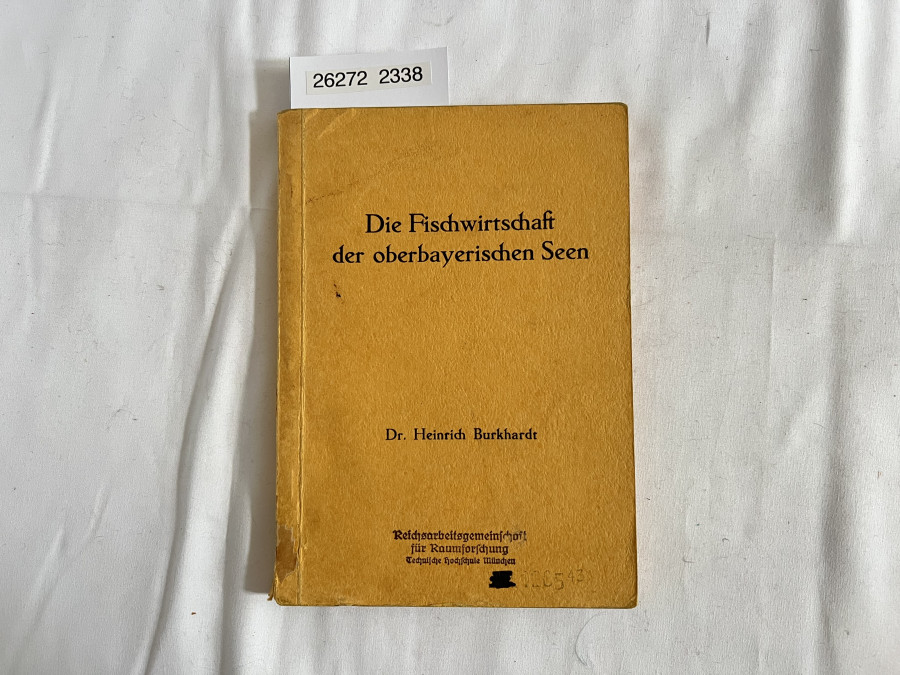 26272 2338
Die Fischwirtschaft
der oberbayerischen Seen
Dr. Heinrich Burkhardt
Reichsarbeitsgemeinschaft
für Raumforschung
Technische Hochschule München